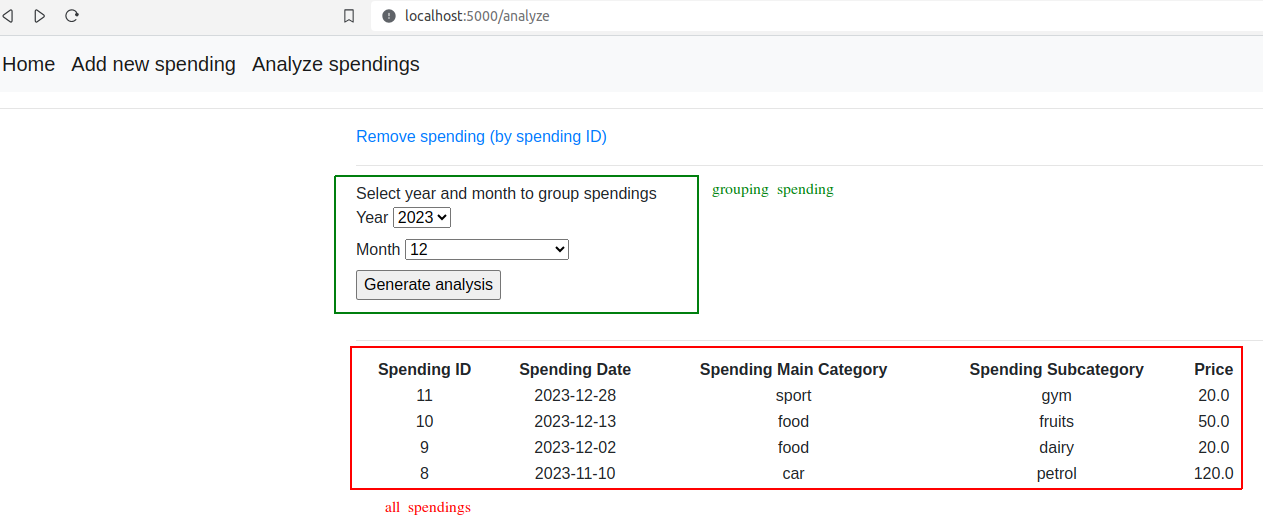 localhost:5000/analyze
Home Add new spending Analyze spendings
Remove spending (by spending ID)
Select year and month to group spendings
grouping spending
Year 2023
Month 12
Generate analysis
Spending ID Spending Date Spending Main Category Spending Subcategory Price
11 2023-12-28 sport gym 20.0
10 2023-12-13 food fruits 50.0
9 2023-12-02 food dairy 20.0
8 2023-11-10 car petrol 120.0
all spendings